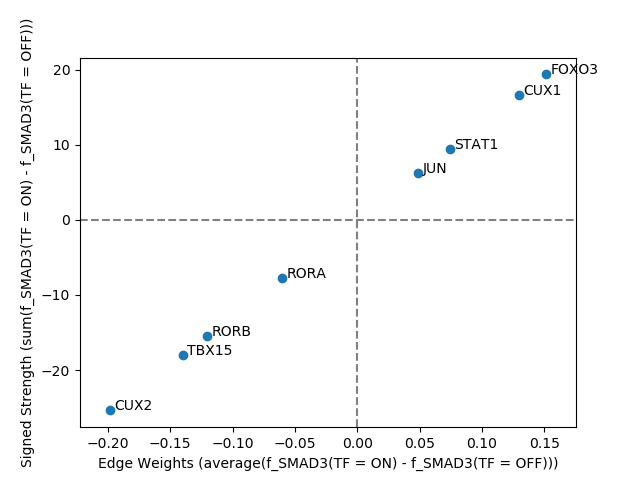 Signed Strength (sum(f_SMAD3(TF = ON) - f_SMAD3(TF = OFF)))
20
10
0
−10
−20
FOXO3
CUX1
STAT1
JUN
RORA
RORB
TBX15
CUX2
−0.20 −0.15 −0.10 −0.05 0.00 0.05 0.10 0.15
Edge Weights (average(f_SMAD3(TF = ON) - f_SMAD3(TF = OFF)))